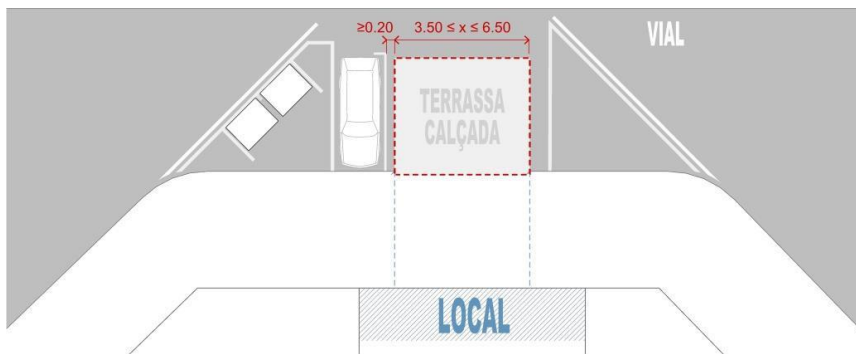 ≥0.20 3.50 ≤ x ≤ 6.50
VIAL
TERRASSA
CALÇADA
LOCAL